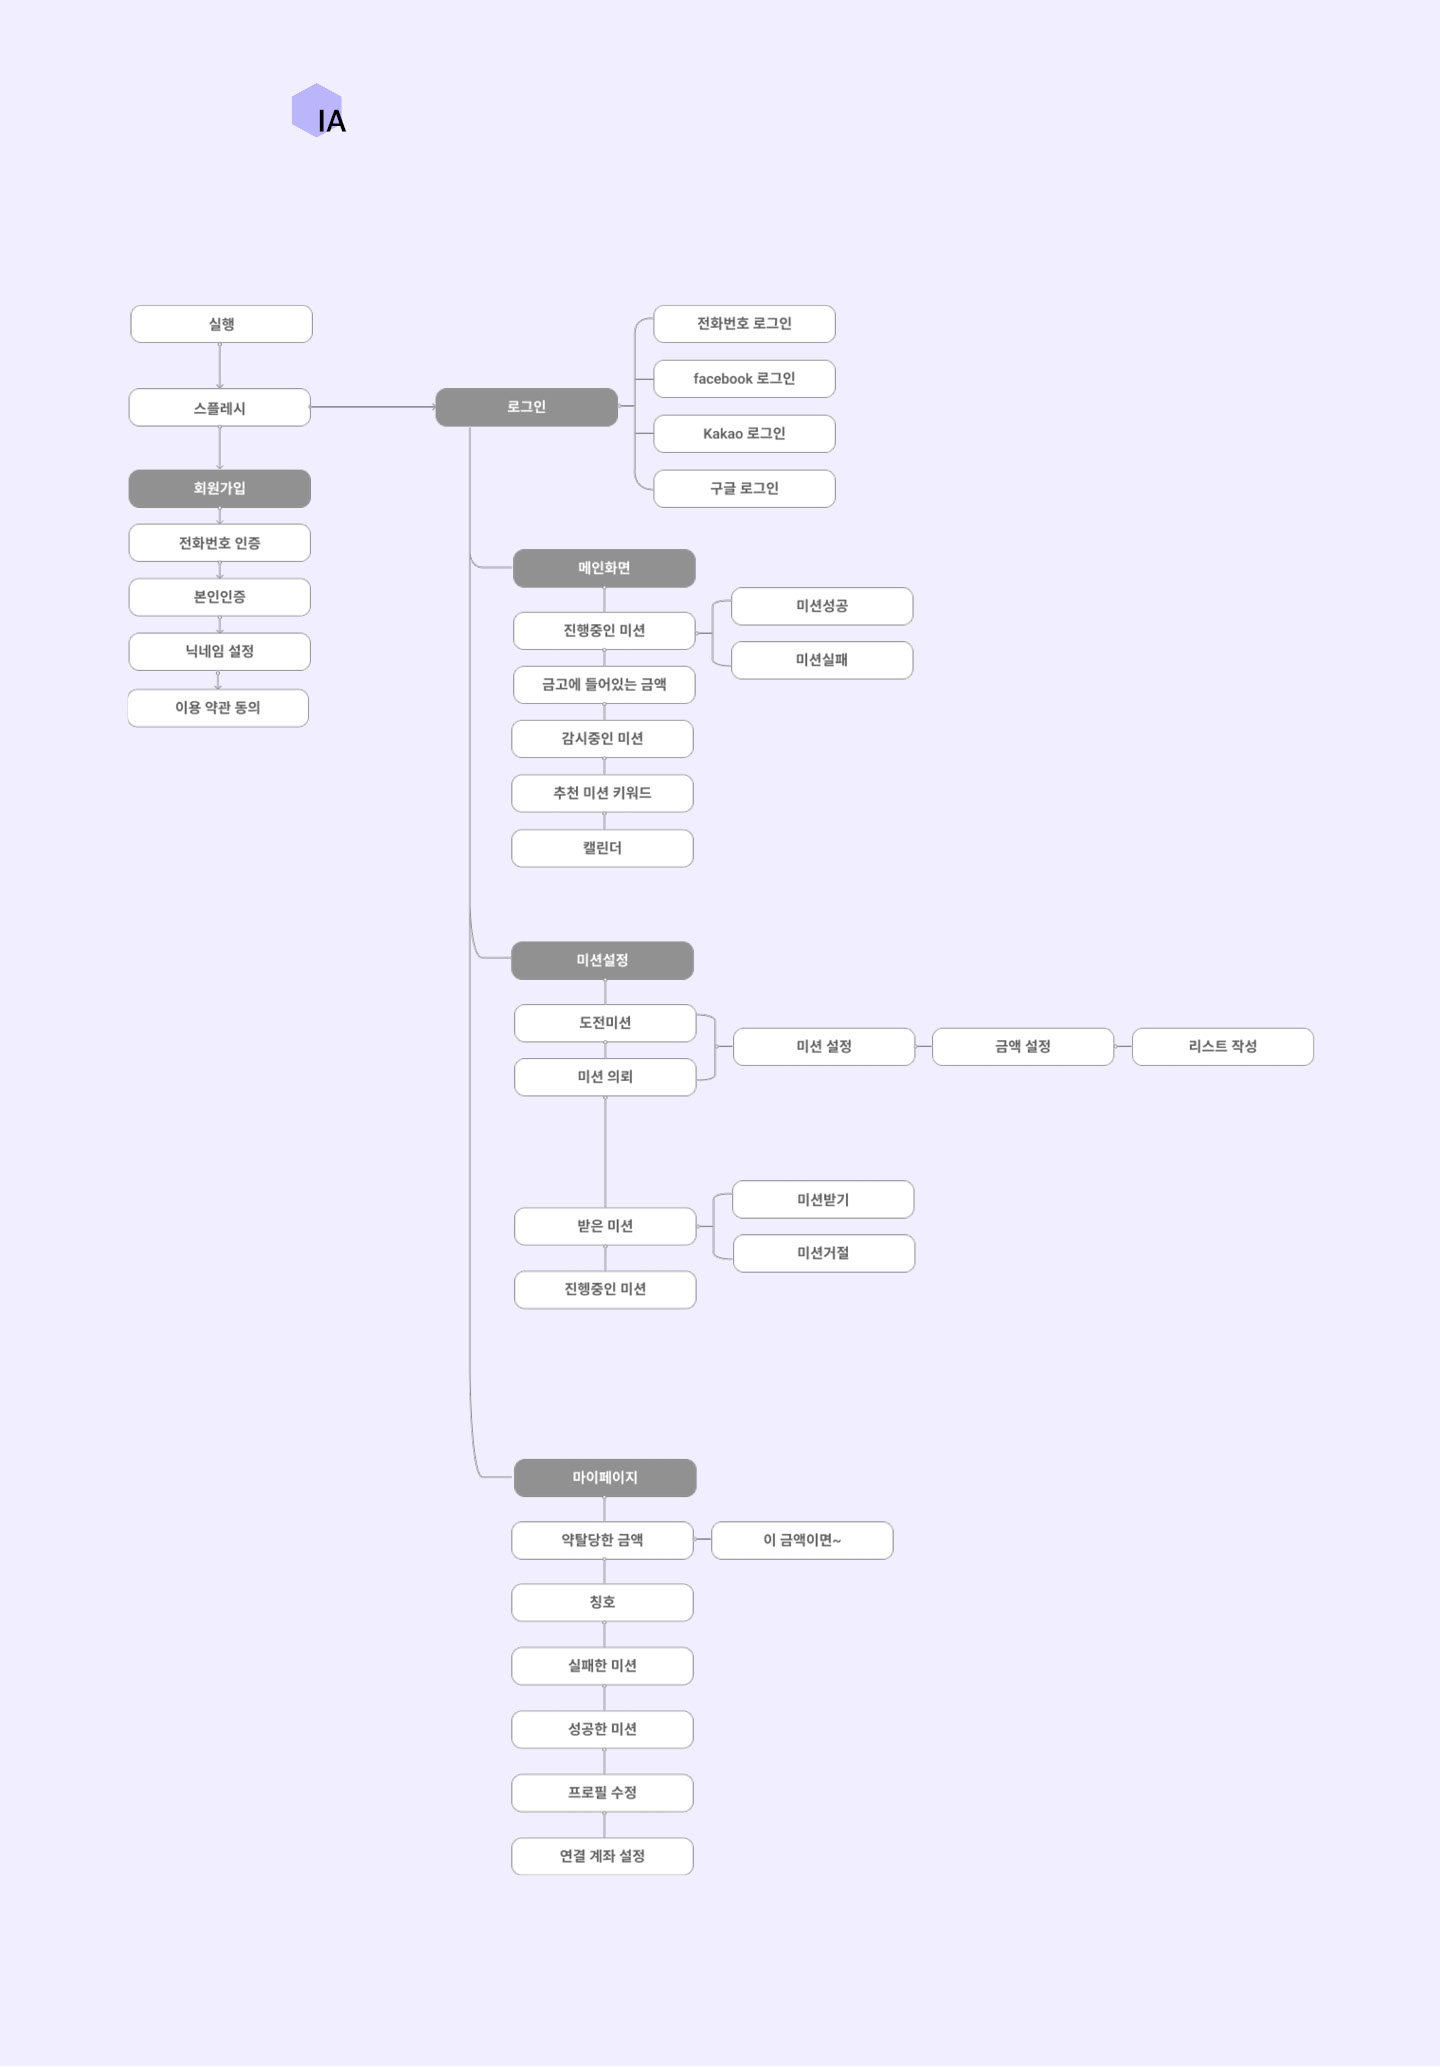 IA
실행
스플레시
회원가입
전화번호 인증
본인인증
닉네임 설정
이용 약관 동의
로그인
전화번호 로그인
facebook 로그인
Kakao 로그인
구글 로그인
메인화면
진행중인 미션
미션성공
미션실패
금고에 들어있는 금액
감시중인 미션
추천 미션 키워드
캘린더
미션설정
도전미션
미션 의뢰
미션 설정
금액 설정
리스트 작성
받은 미션
미션받기
미션거절
진헹중인 미션
마이페이지
약탈당한 금액
이 금액이면~
칭호
실패한 미션
성공한 미션
프로필 수정
연결 계좌 설정